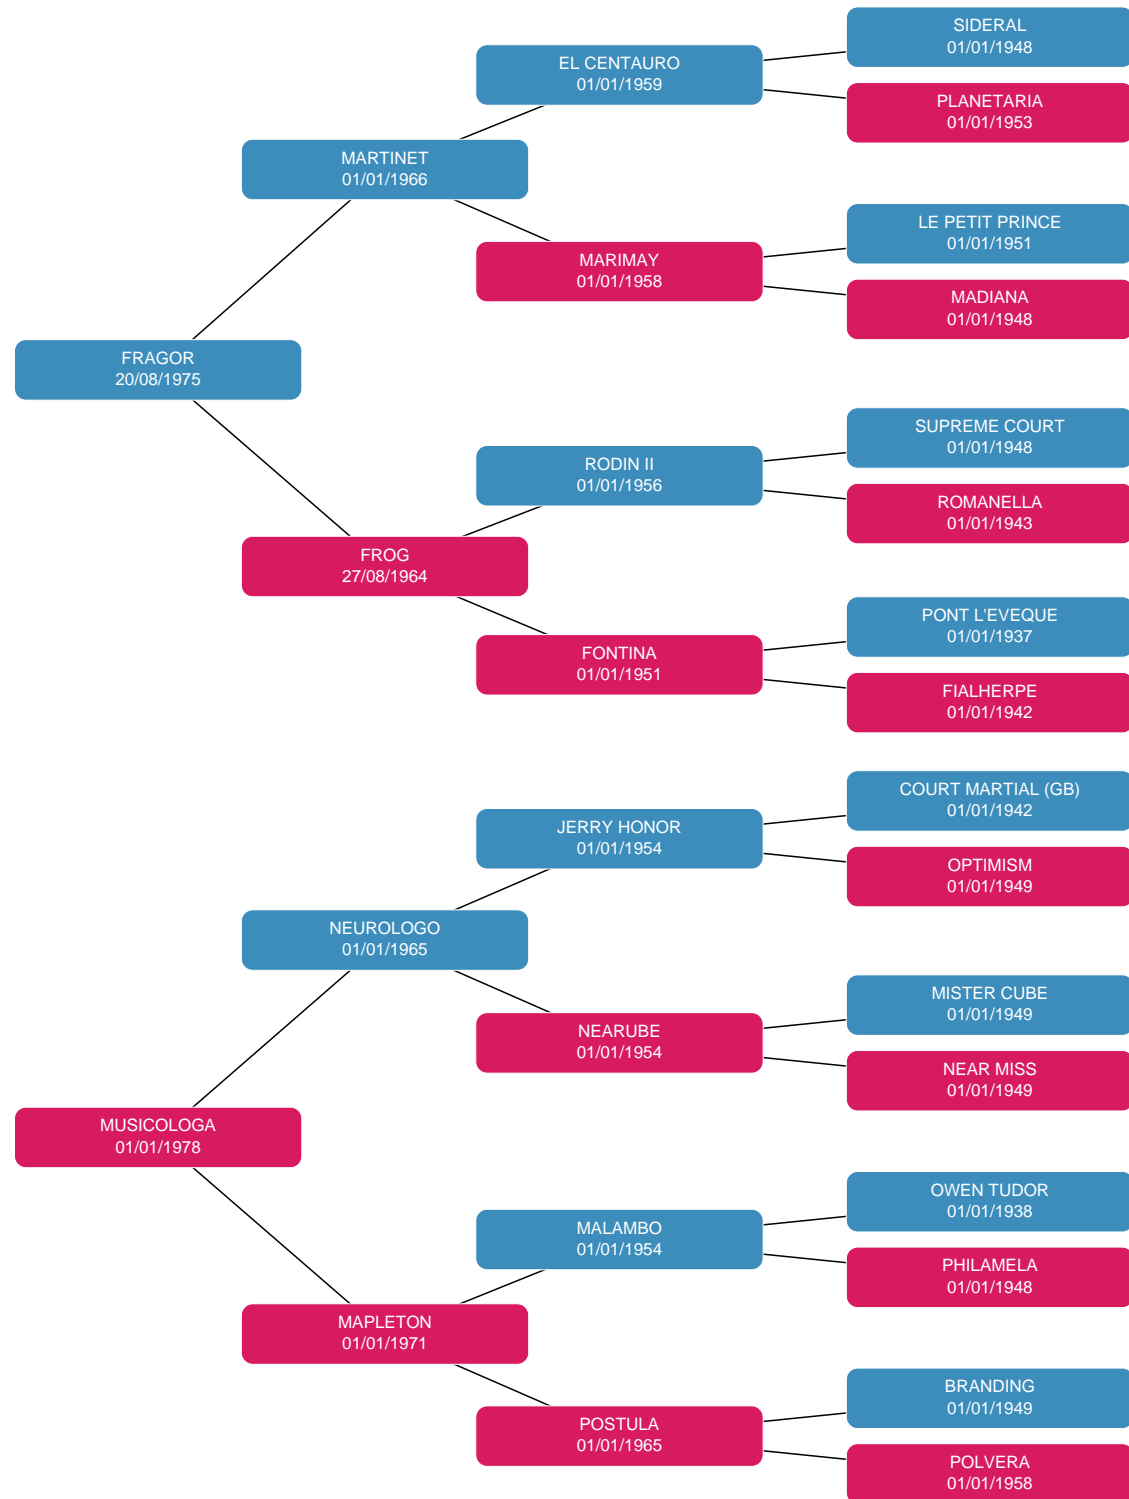 SIDERAL
01/01/1948
EL CENTAURO
01/01/1959
PLANETARIA
01/01/1953
MARTINET
01/01/1966
LE PETIT PRINCE
01/01/1951
MARIMAY
01/01/1958
MADIANA
01/01/1948
FRAGOR
20/08/1975
SUPREME COURT
01/01/1948
RODIN II
01/01/1956
ROMANELLA
01/01/1943
FROG
27/08/1964
PONT L'EVEQUE
01/01/1937
FONTINA
01/01/1951
FIALHERPE
01/01/1942
COURT MARTIAL (GB)
01/01/1942
JERRY HONOR
01/01/1954
OPTIMISM
01/01/1949
NEUROLOGO
01/01/1965
MISTER CUBE
01/01/1949
NEARUBE
01/01/1954
NEAR MISS
01/01/1949
MUSICOLOGA
01/01/1978
OWEN TUDOR
01/01/1938
MALAMBO
01/01/1954
PHILAMELA
01/01/1948
MAPLETON
01/01/1971
BRANDING
01/01/1949
POSTULA
01/01/1965
POLVERA
01/01/1958